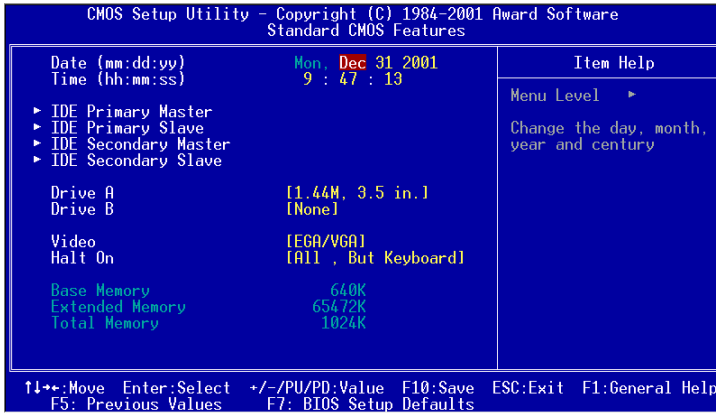 CMOS Setup Utility - Copyright (C) 1984-2001 Award Software
Standard CMOS Features
Date (mm:dd:yy) Mon, Dec 31 2001
Time (hh:mm:ss) 9 : 47 : 13
► IDE Primary Master
► IDE Primary Slave
► IDE Secondary Master
► IDE Secondary Slave
Drive A [1.44M, 3.5 in.]
Drive B [None]
Video [EGA/VGA]
Halt On [All , But Keyboard]
Base Memory 640K
Extended Memory 65472K
Total Memory 1024K
Item Help
Menu Level ►
Change the day, month,
year and century
↑↓→←:Move Enter:Select +/-/PU/PD:Value F10:Save ESC:Exit F1:General Help
F5: Previous Values F7: BIOS Setup Defaults